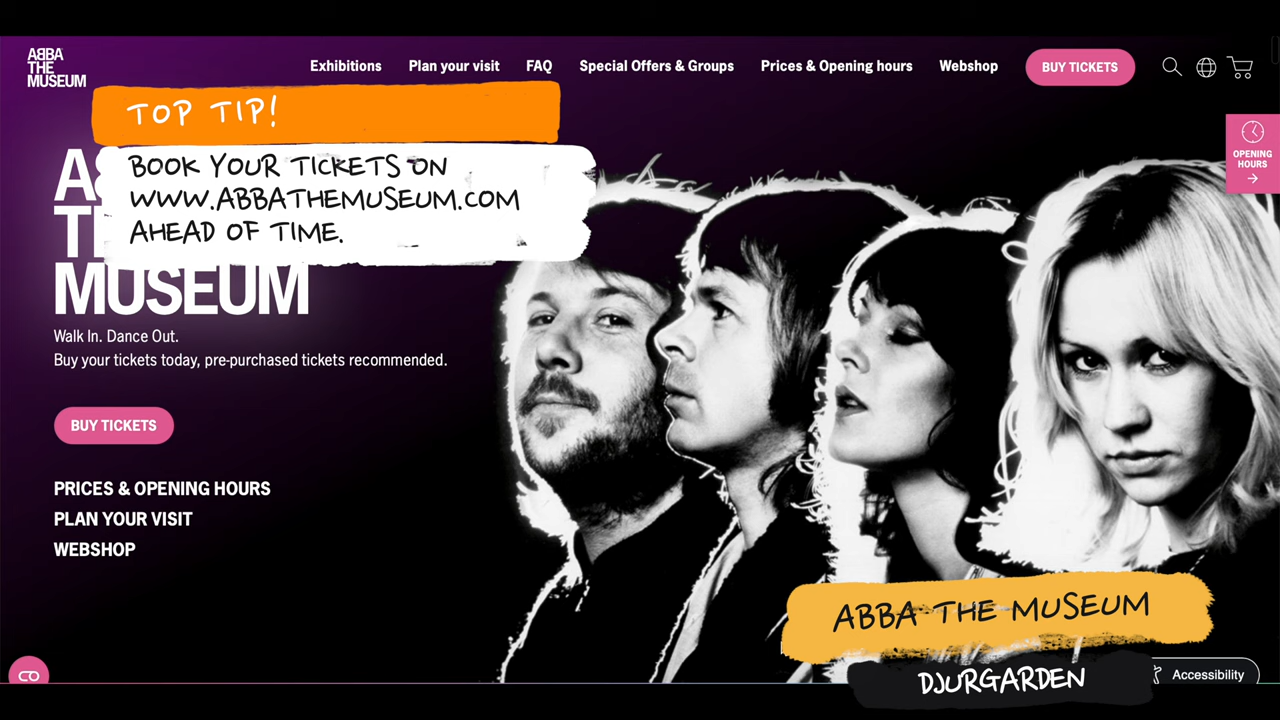 ABBA
THE
MUSEUM
Exhibitions
Plan your visit
FAQ
Special Offers & Groups
Prices & Opening hours
Webshop
BUY TICKETS
TOP TIP!
BOOK YOUR TICKETS ON
WWW.ABBATHEMUSEUM.COM
AHEAD OF TIME.
OPENING
HOURS
MUSEUM
Walk In. Dance Out.
Buy your tickets today, pre-purchased tickets recommended.
BUY TICKETS
PRICES & OPENING HOURS
PLAN YOUR VISIT
WEBSHOP
ABBA THE MUSEUM
DJURGARDEN
Accessibility